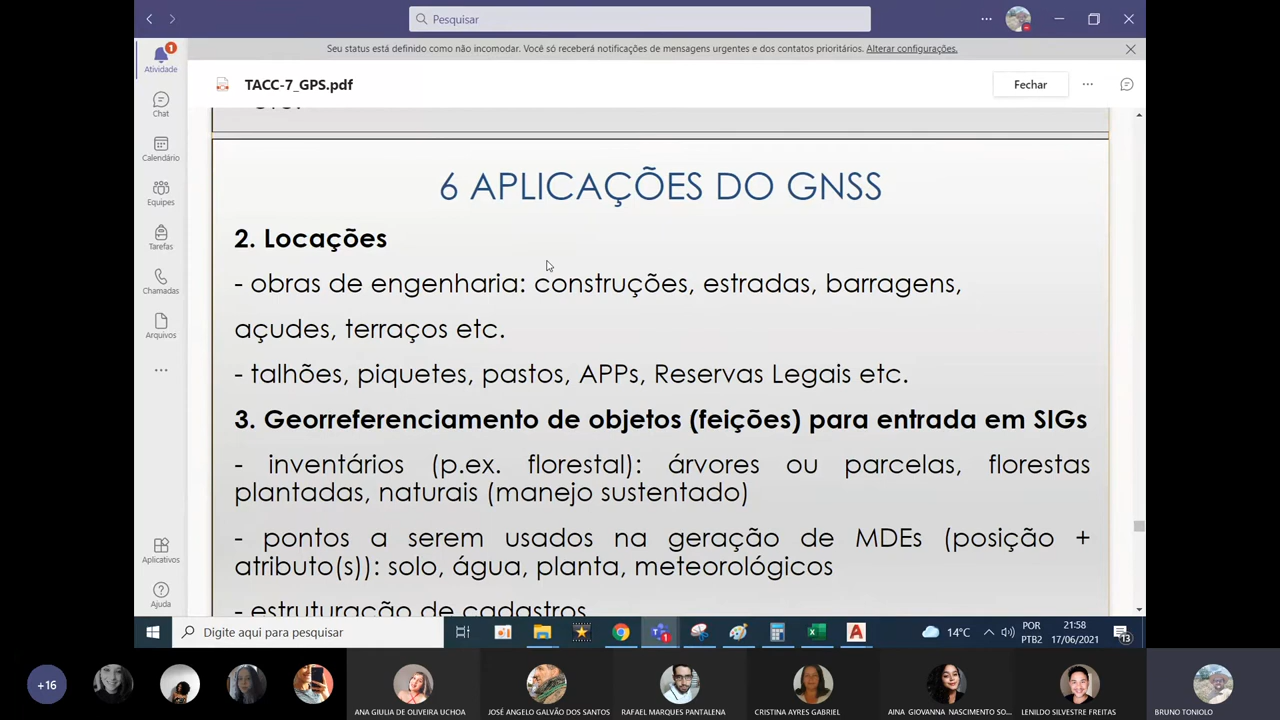 Pesquisar
Seu status está definido como não incomodar. Você só receberá notificações de mensagens urgentes e dos contatos prioritários. Alterar configurações.
1
Atividade
Chat
Calendário
Equipes
Tarefas
Chamadas
Arquivos
Aplicativos
Ajuda
TACC-7_GPS.pdf
Fechar
6 APLICAÇÕES DO GNSS
2. Locações
- obras de engenharia: construções, estradas, barragens,
açudes, terraços etc.
- talhões, piquetes, pastos, APPs, Reservas Legais etc.
3. Georreferenciamento de objetos (feições) para entrada em SIGs
- inventários (p.ex. florestal): árvores ou parcelas, florestas
plantadas, naturais (manejo sustentado)
- pontos a serem usados na geração de MDEs (posição +
atributo(s)): solo, água, planta, meteorológicos
- estruturação de cadastros
Digite aqui para pesquisar
14°C
POR
PTB2
21:58
17/06/2021
13
+16
ANA GIULIA DE OLIVEIRA UCHOA
JOSÉ ANGELO GALVÃO DOS SANTOS
RAFAEL MARQUES PANTALENA
CRISTINA AYRES GABRIEL
AINA GIOVANNA NASCIMENTO SO...
LENILDO SILVESTRE FREITAS
BRUNO TONIOLO